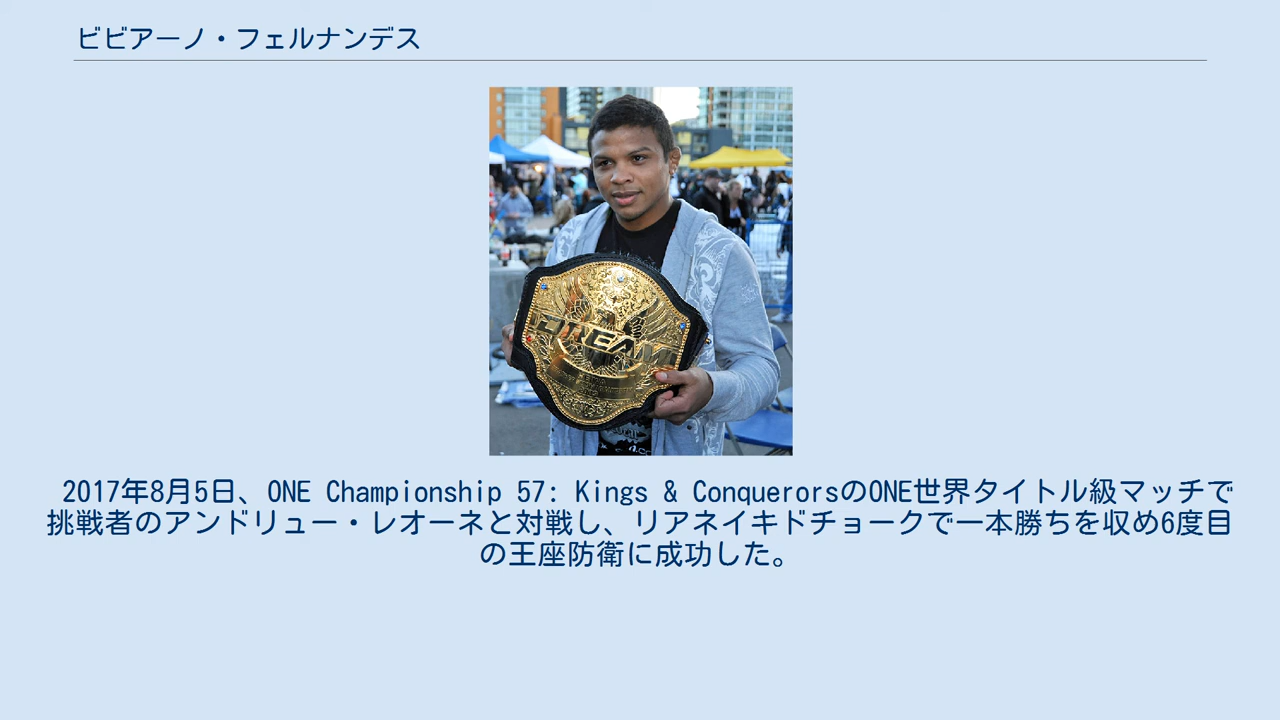 ビビアーノ・フェルナンデス
DREAM
2017年8月5日、ONE Championship 57: Kings & ConquerorsのONE世界タイトル級マッチで
挑戦者のアンドリュー・レオーネと対戦し、リアネイキドチョークで一本勝ちを収め6度目
の王座防衛に成功した。